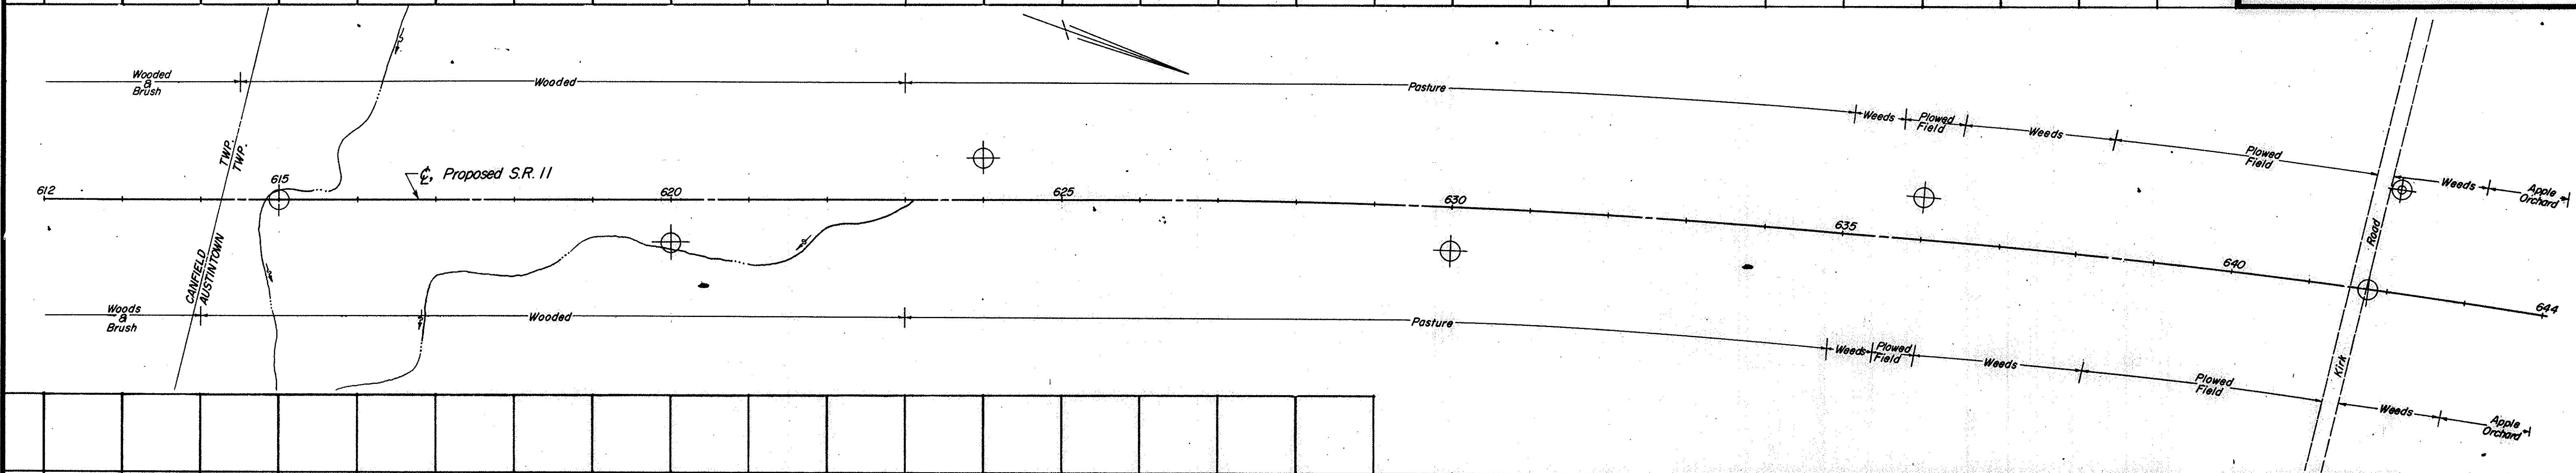 Wooded
&
Brush
Wooded
Pasture
Weeds
Plowed
Field
Weeds
Plowed
Field
Weeds
Apple
Orchard
TWP.
TWP.
CANFIELD
AUSTINTOWN
℄, Proposed S.R. 11
612
615
620
625
630
635
640
644
Kirk Road
Woods
&
Brush
Wooded
Pasture
Weeds
Plowed
Field
Weeds
Plowed
Field
Weeds
Apple
Orchard